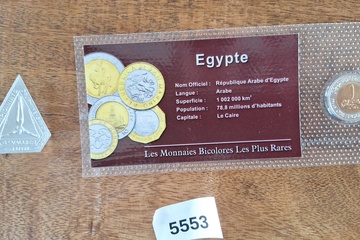 Egypte
Nom Officiel : République Arabe d'Egypte
Langue : Arabe
Superficie : 1 002 000 km²
Population : 78,8 millions d'habitants
Capitale : Le Caire
Les Monnaies Bicolores Les Plus Rares
5553